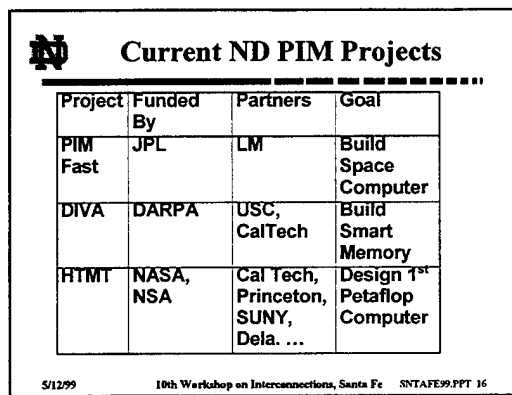 ND
Current ND PIM Projects
Project Funded By Partners Goal
PIM Fast JPL LM Build Space Computer
DIVA DARPA USC, CalTech Build Smart Memory
HTMT NASA, NSA Cal Tech, Princeton, SUNY, Dela. ... Design 1st Petaflop Computer
5/12/99 10th Workshop on Interconnections, Santa Fe SNTAFE99.PPT 16